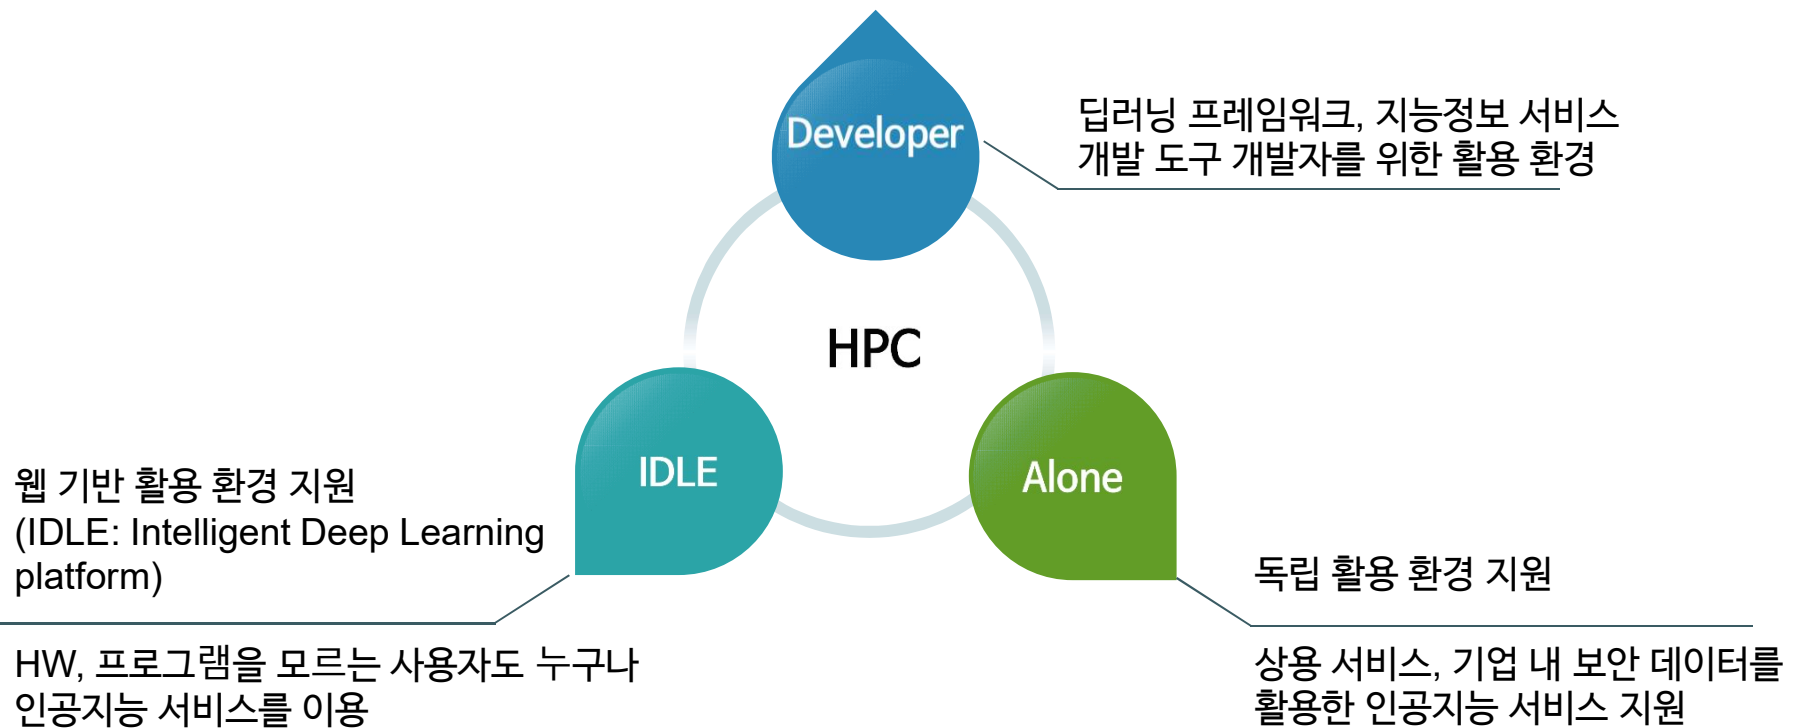 Developer
딥러닝 프레임워크, 지능정보 서비스
개발 도구 개발자를 위한 활용 환경
HPC
IDLE
웹 기반 활용 환경 지원
(IDLE: Intelligent Deep Learning
platform)
HW, 프로그램을 모르는 사용자도 누구나
인공지능 서비스를 이용
Alone
독립 활용 환경 지원
상용 서비스, 기업 내 보안 데이터를
활용한 인공지능 서비스 지원